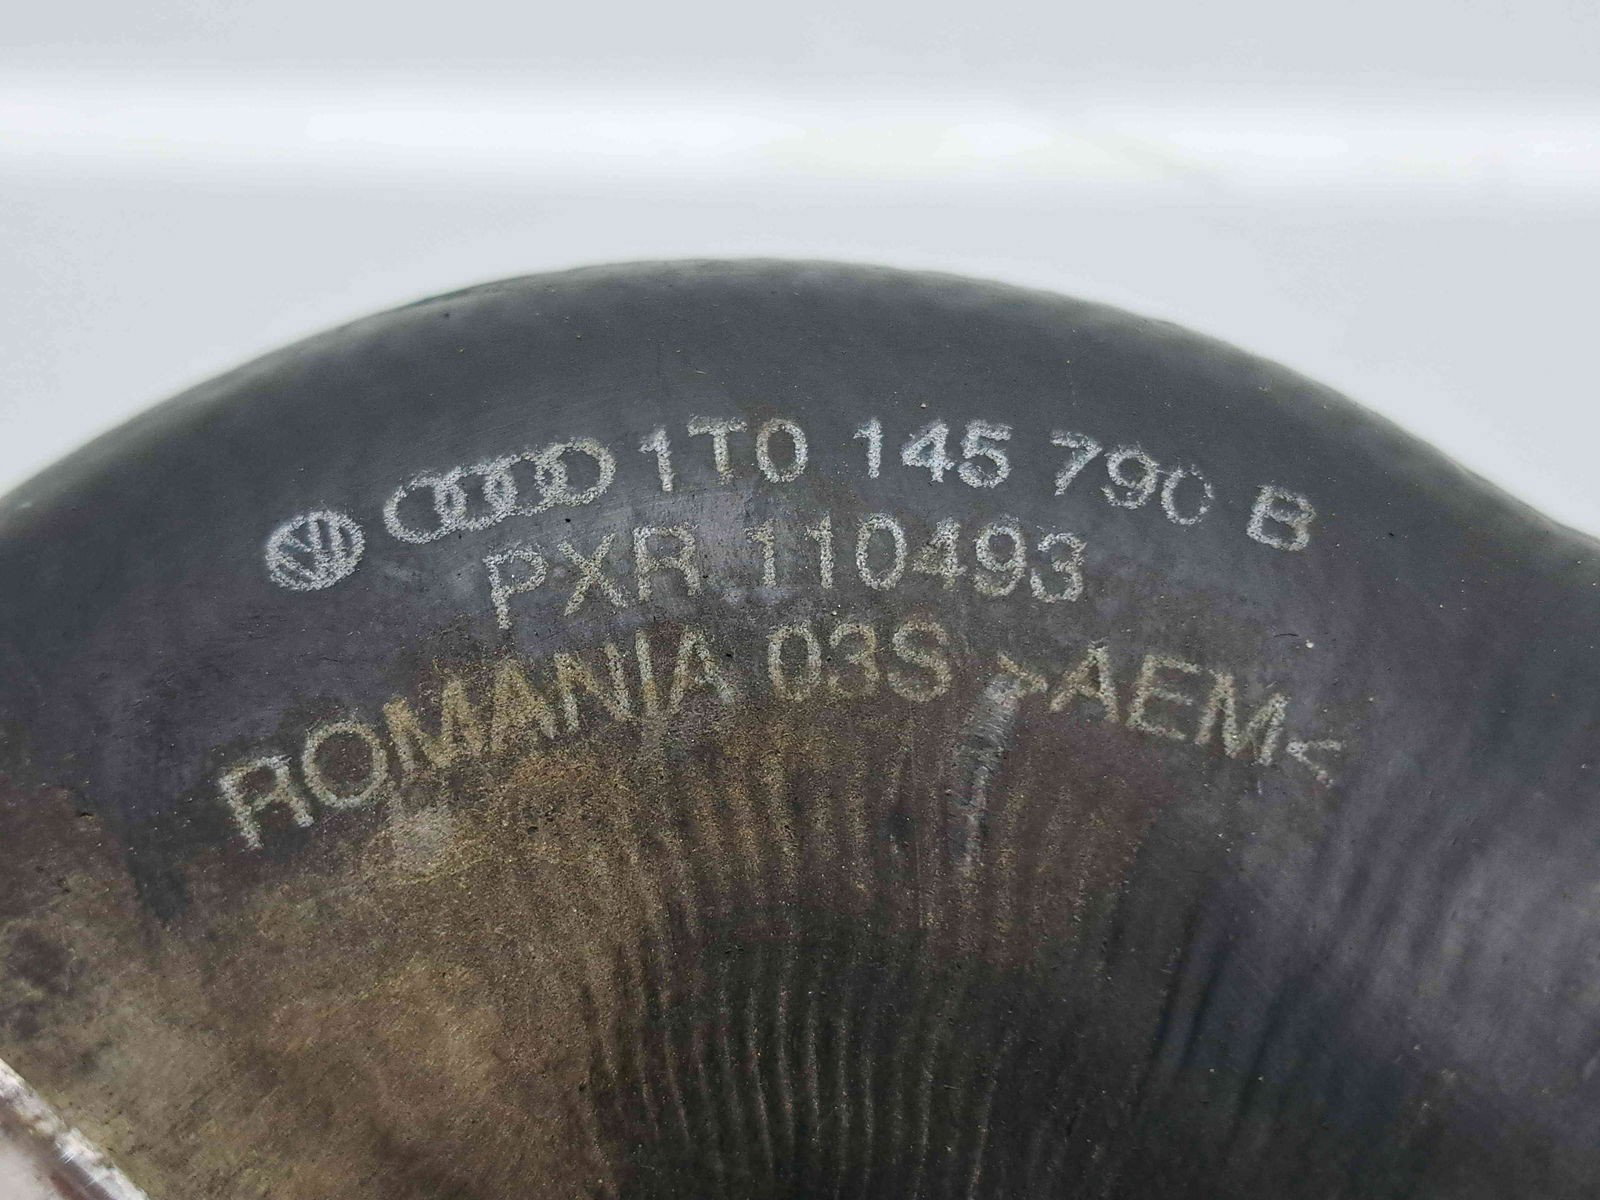 1T0 145 790 B
PXR 110493
ROMANIA 03S >AEM<